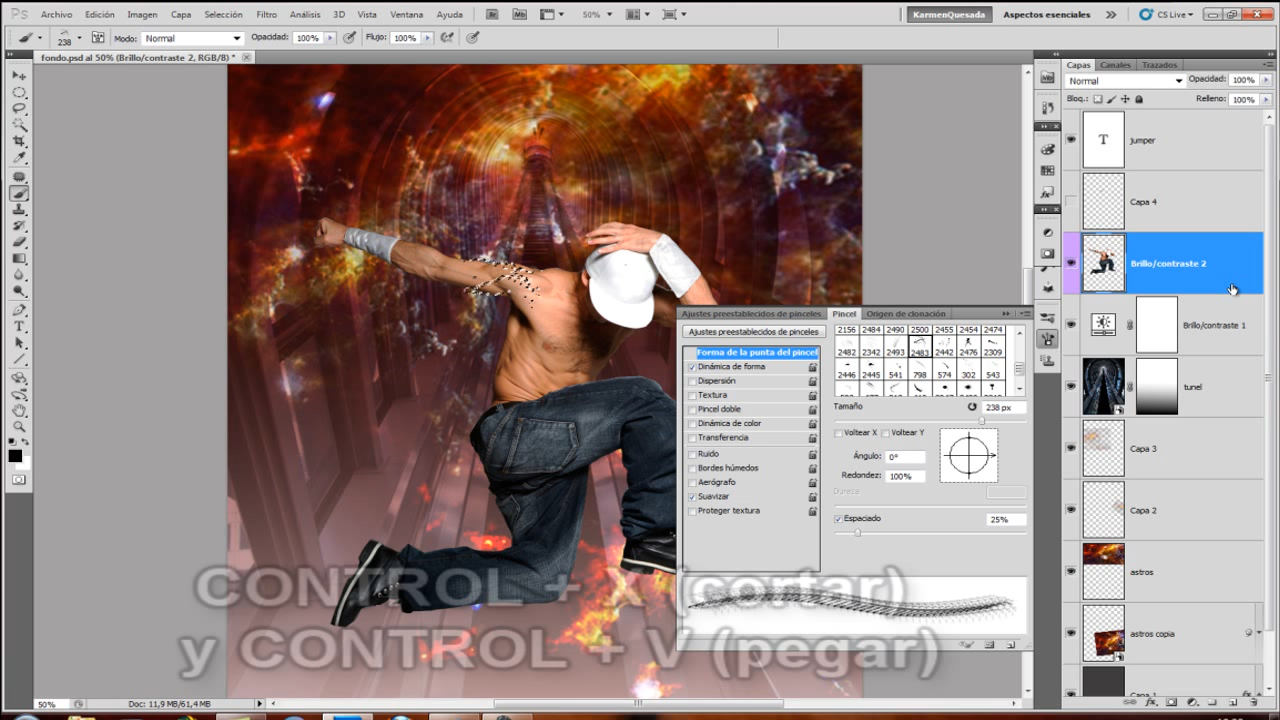 Ps Archivo Edición Imagen Capa Selección Filtro Análisis 3D Vista Ventana Ayuda Br Mb 50% KarmenQuesada Aspectos esenciales CS Live
238 Modo: Normal Opacidad: 100% Flujo: 100%
fondo.psd al 50% (Brillo/contraste 2, RGB/8) *
Capas Canales Trazados
Normal Opacidad: 100%
Bloq.: Relleno: 100%
T jumper
Capa 4
Brillo/contraste 2
Brillo/contraste 1
tunel
Capa 3
Capa 2
astros
astros copia
Capa 1
Ajustes preestablecidos de pinceles Pincel Origen de clonación
Ajustes preestablecidos de pinceles
Forma de la punta del pincel
Dinámica de forma
Dispersión
Textura
Pincel doble
Dinámica de color
Transferencia
Ruido
Bordes húmedos
Aerógrafo
Suavizar
Proteger textura
2156 2484 2490 2500 2455 2454 2474
2482 2342 2493 2483 2442 2476 2309
2446 2445 541 798 574 302 543
Tamaño 238 px
Voltear X Voltear Y
Ángulo: 0°
Redondez: 100%
Dureza
Espaciado 25%
CONTROL + X (cortar)
y CONTROL + V (pegar)
50% Doc: 11,9 MB/61,4 MB